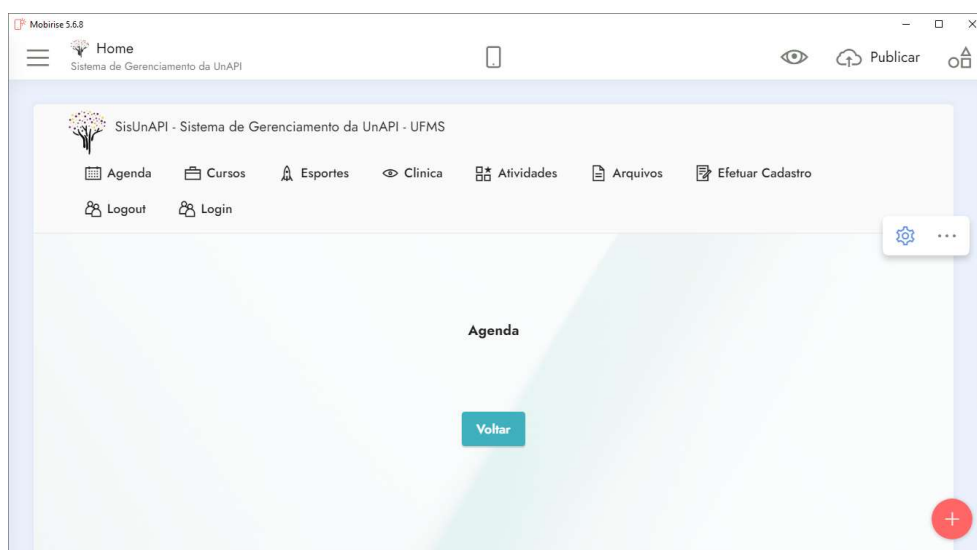 Mobirise 5.6.8
Home
Sistema de Gerenciamento da UnAPI
Publicar
SisUnAPI - Sistema de Gerenciamento da UnAPI - UFMS
Agenda Cursos Esportes Clinica Atividades Arquivos Efetuar Cadastro
Logout Login
Agenda
Voltar